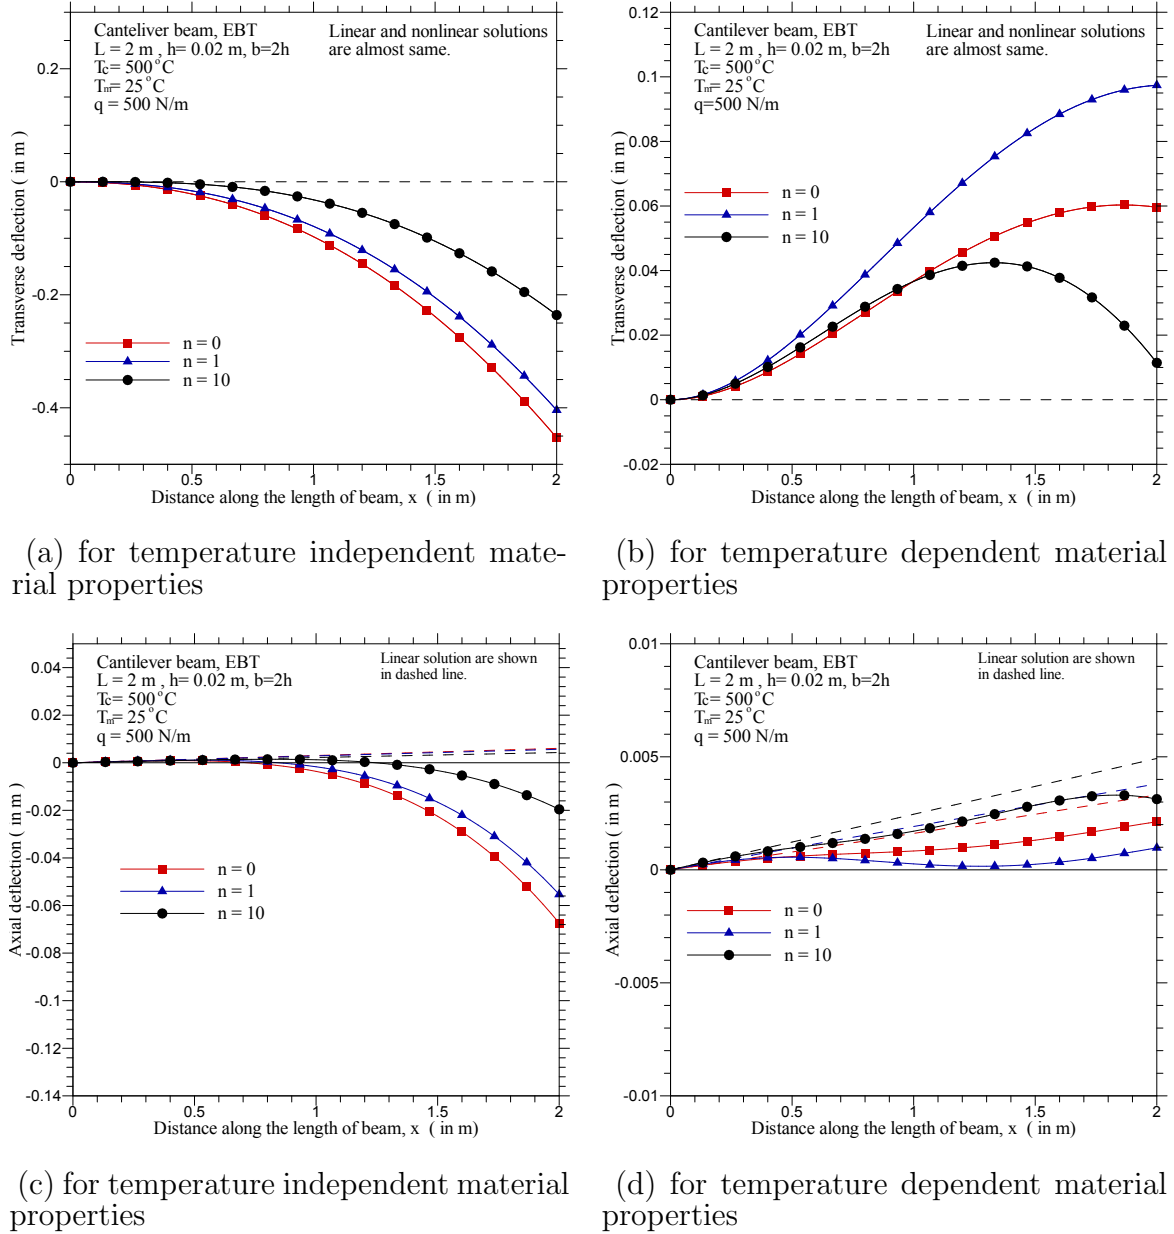 Canteliver beam, EBT
L = 2 m , h= 0.02 m, b=2h
Tc= 500°C
Tm= 25°C
q = 500 N/m
Linear and nonlinear solutions
are almost same.
Transverse deflection ( in m )
0.2
0
-0.2
-0.4
n = 0
n = 1
n = 10
0
0.5
1
1.5
2
Distance along the length of beam, x ( in m)
(a) for temperature independent mate-
rial properties
Cantilever beam, EBT
L = 2 m , h= 0.02 m, b=2h
Tc= 500°C
Tm= 25°C
q=500 N/m
Linear and nonlinear solutions
are almost same.
Transverse deflection ( in m )
0.12
0.1
0.08
0.06
0.04
0.02
0
-0.02
n = 0
n = 1
n = 10
0
0.5
1
1.5
2
Distance along the length of beam, x ( in m)
(b) for temperature dependent material
properties
Cantilever beam, EBT
L = 2 m , h= 0.02 m, b=2h
Tc= 500°C
Tm= 25°C
q = 500 N/m
Linear solution are shown
in dashed line.
Axial deflection ( in m )
0.04
0.02
0
-0.02
-0.04
-0.06
-0.08
-0.1
-0.12
-0.14
n = 0
n = 1
n = 10
0
0.5
1
1.5
2
Distance along the length of beam, x ( in m)
(c) for temperature independent material
properties
Cantilever beam, EBT
L = 2 m , h= 0.02 m, b=2h
Tc= 500°C
Tm= 25°C
q = 500 N/m
Linear solution are shown
in dashed line.
Axial deflection ( in m )
0.01
0.005
0
-0.005
-0.01
n = 0
n = 1
n = 10
0
0.5
1
1.5
2
Distance along the length of beam, x ( in m)
(d) for temperature dependent material
properties